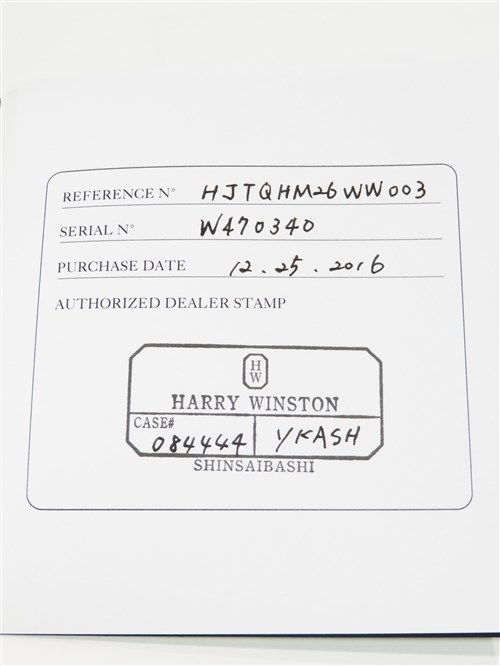 REFERENCE N° HJTQHM26WW003
SERIAL N° W470340
PURCHASE DATE 12.25.2016
AUTHORIZED DEALER STAMP
HW
HARRY WINSTON
CASE#
084444 YKASH
SHINSAIBASHI